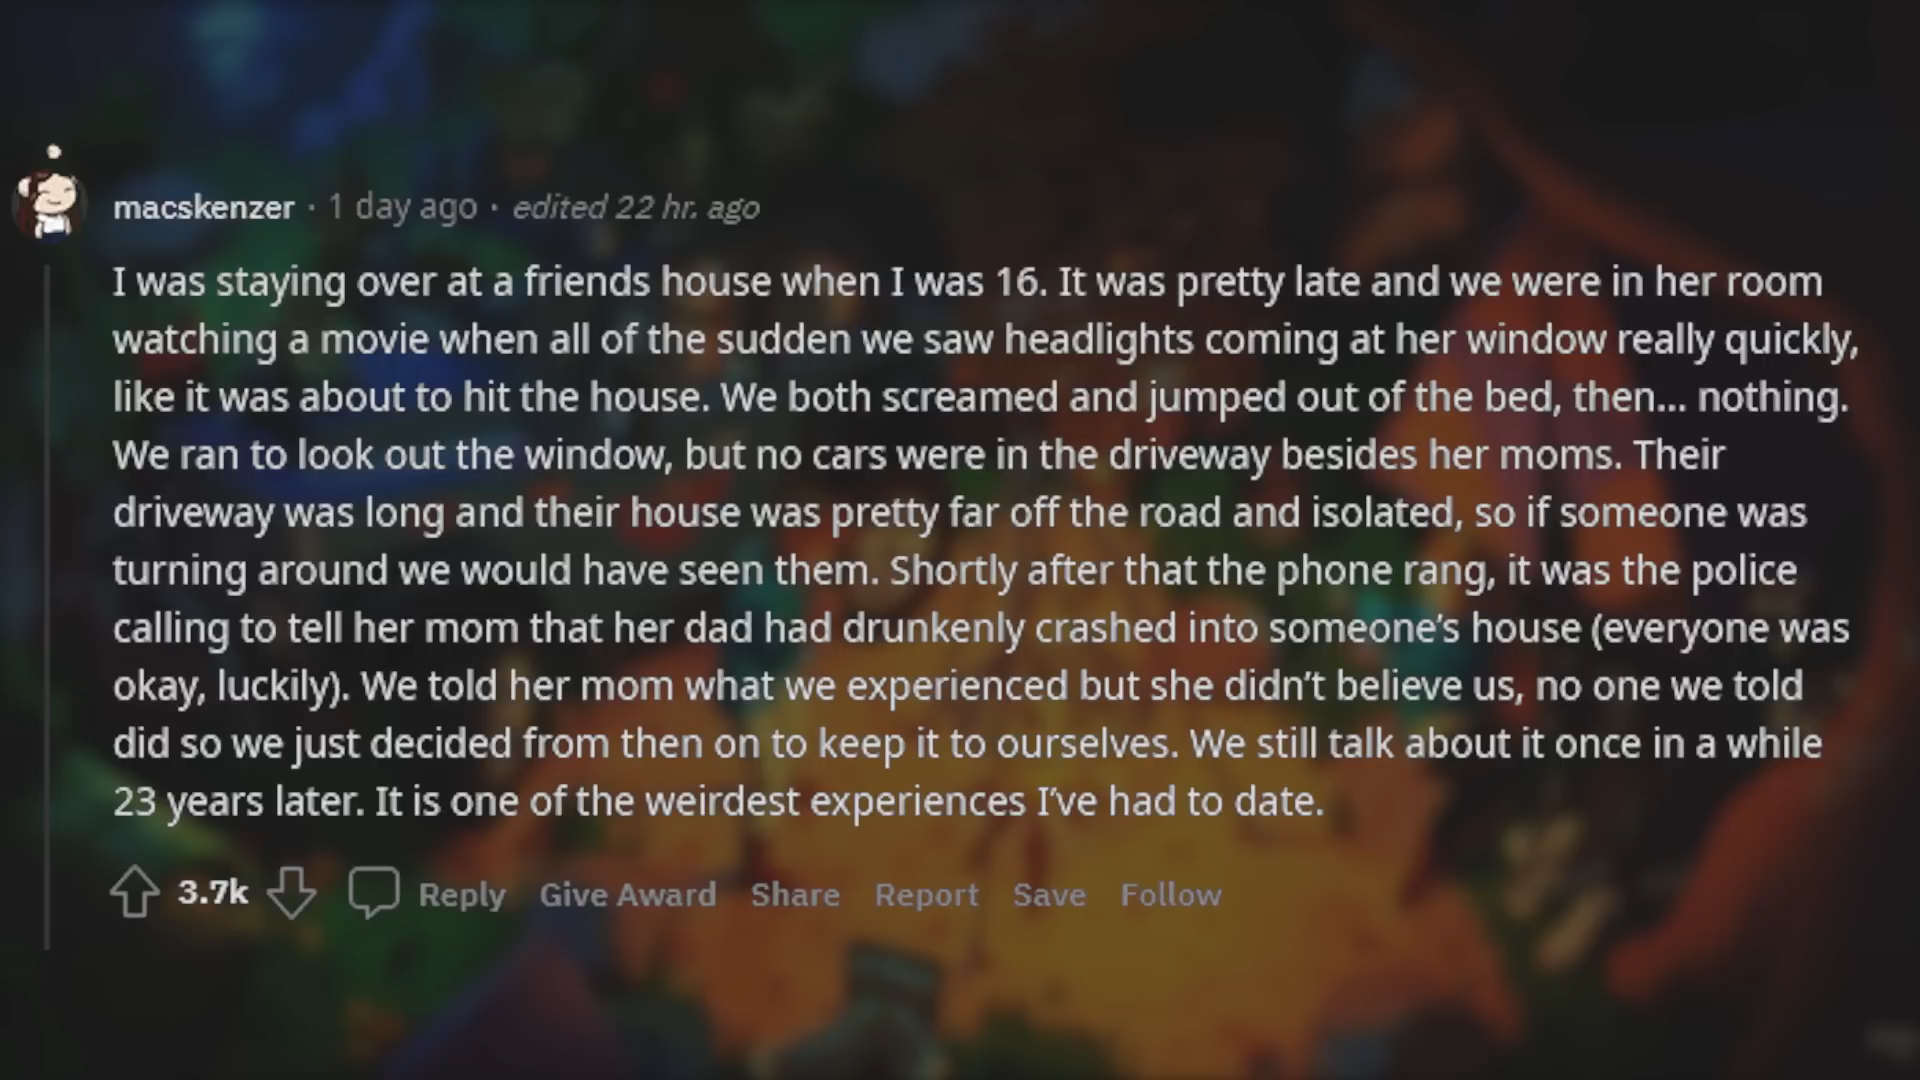 macskenzer · 1 day ago · edited 22 hr. ago
I was staying over at a friends house when I was 16. It was pretty late and we were in her room
watching a movie when all of the sudden we saw headlights coming at her window really quickly,
like it was about to hit the house. We both screamed and jumped out of the bed, then... nothing.
We ran to look out the window, but no cars were in the driveway besides her moms. Their
driveway was long and their house was pretty far off the road and isolated, so if someone was
turning around we would have seen them. Shortly after that the phone rang, it was the police
calling to tell her mom that her dad had drunkenly crashed into someone’s house (everyone was
okay, luckily). We told her mom what we experienced but she didn’t believe us, no one we told
did so we just decided from then on to keep it to ourselves. We still talk about it once in a while
23 years later. It is one of the weirdest experiences I’ve had to date.
3.7k Reply Give Award Share Report Save Follow